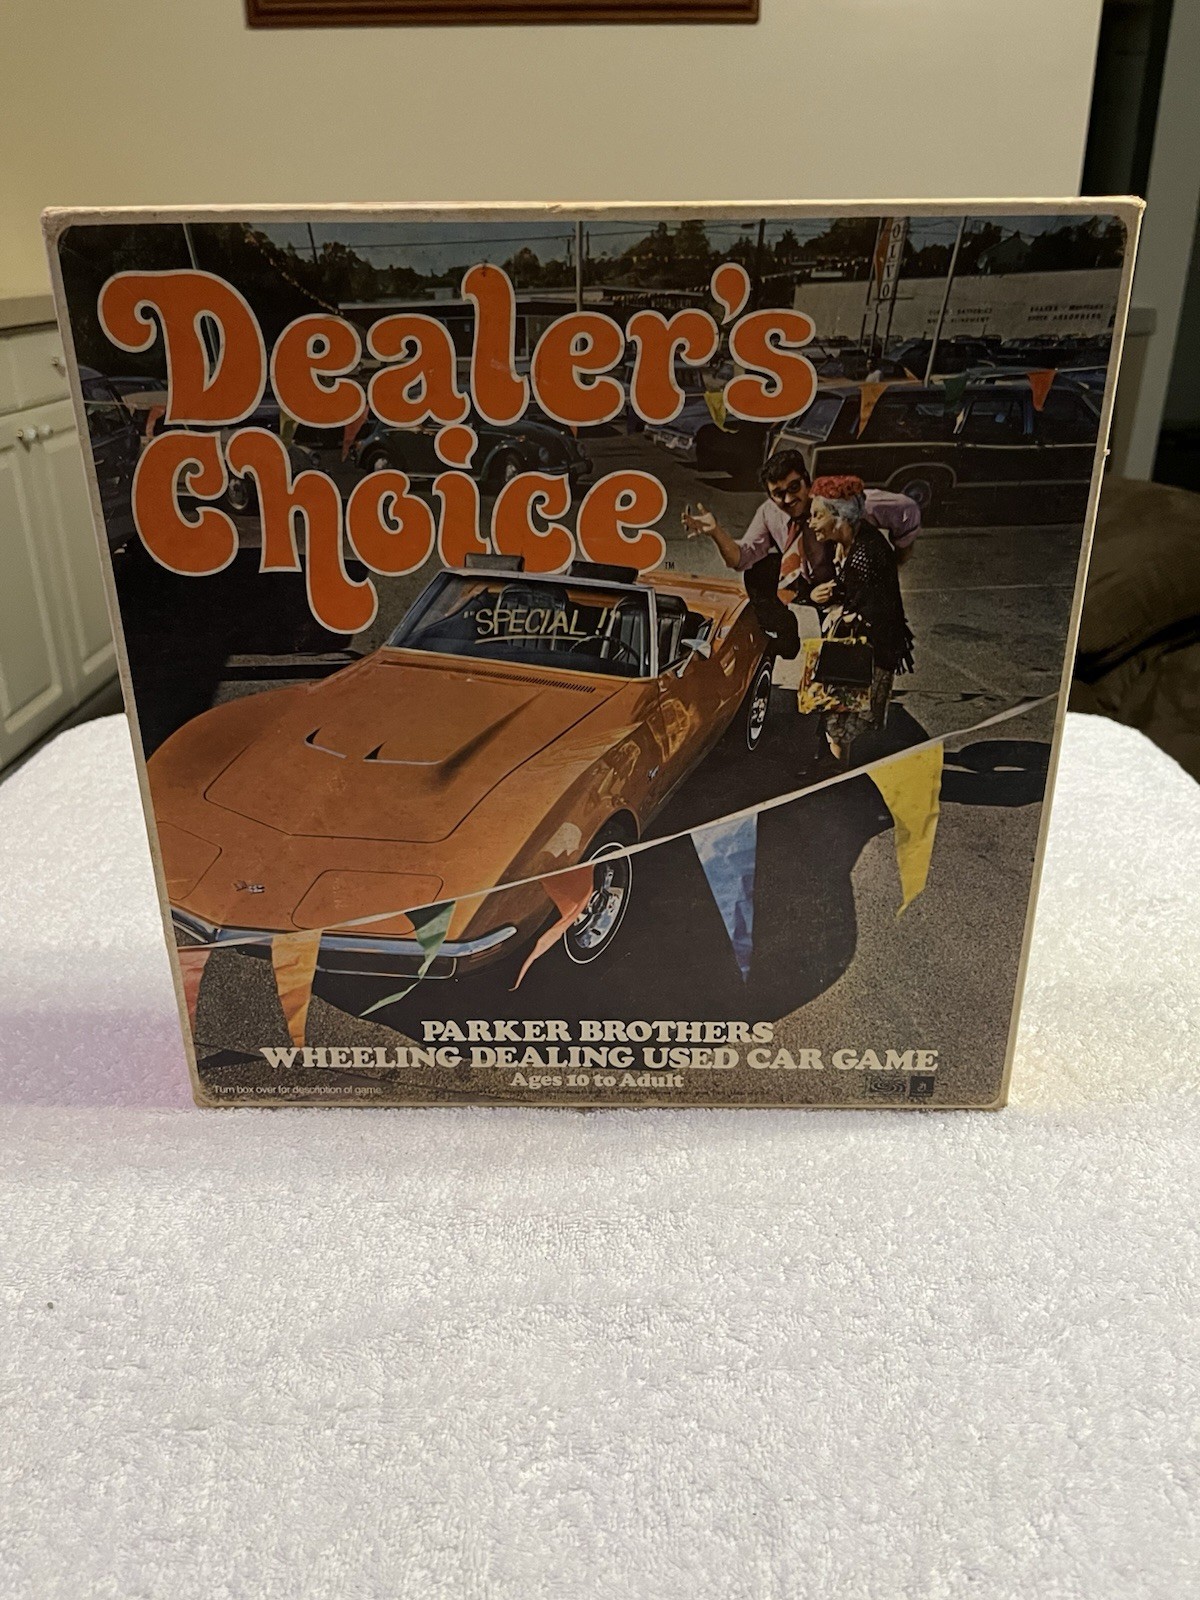 Dealer's
Choice™
"SPECIAL!!"
PARKER BROTHERS
WHEELING DEALING USED CAR GAME
Ages 10 to Adult
Turn box over for description of game.